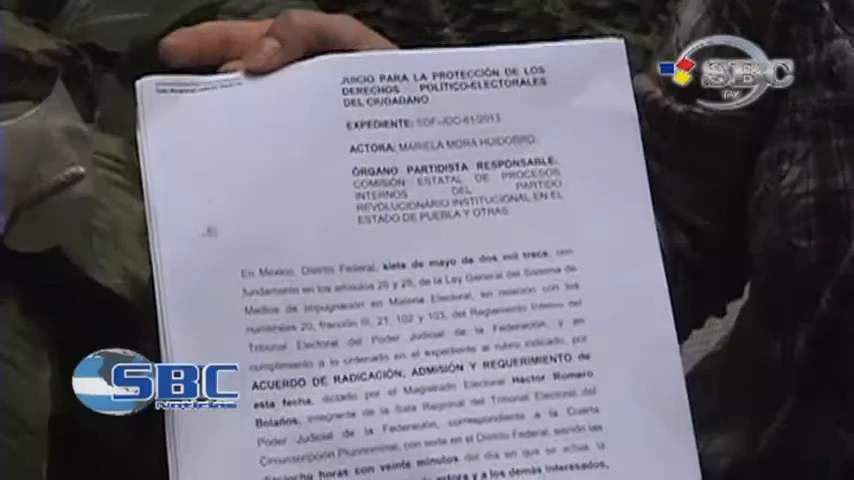 JUICIO PARA LA PROTECCIÓN DE LOS
DERECHOS POLÍTICO-ELECTORALES
DEL CIUDADANO
EXPEDIENTE: SDF-JDC-61/2013
ACTORA: MARIELA MORA HUIDOBRO
ÓRGANO PARTIDISTA RESPONSABLE:
COMISIÓN ESTATAL DE PROCESOS
INTERNOS DEL PARTIDO
REVOLUCIONARIO INSTITUCIONAL EN EL
ESTADO DE PUEBLA Y OTRAS
En México, Distrito Federal, siete de mayo de dos mil trece, con
fundamento en los artículos 26 y 28, de la Ley General del Sistema de
Medios de Impugnación en Materia Electoral, en relación con los
numerales 20, fracción III, 21, 102 y 103, del Reglamento Interno del
Tribunal Electoral del Poder Judicial de la Federación, y en
cumplimiento a lo ordenado en el expediente al rubro indicado, por
ACUERDO DE RADICACIÓN, ADMISIÓN Y REQUERIMIENTO de
esta fecha, dictado por el Magistrado Electoral Héctor Romero
Bolaños, integrante de la Sala Regional del Tribunal Electoral del
Poder Judicial de la Federación, correspondiente a la Cuarta
Circunscripción Plurinominal, con sede en el Distrito Federal, siendo las
horas con veinte minutos del día en que se actúa, la
actora y a los demás interesados,
SBC
TV
SBC
Noticias